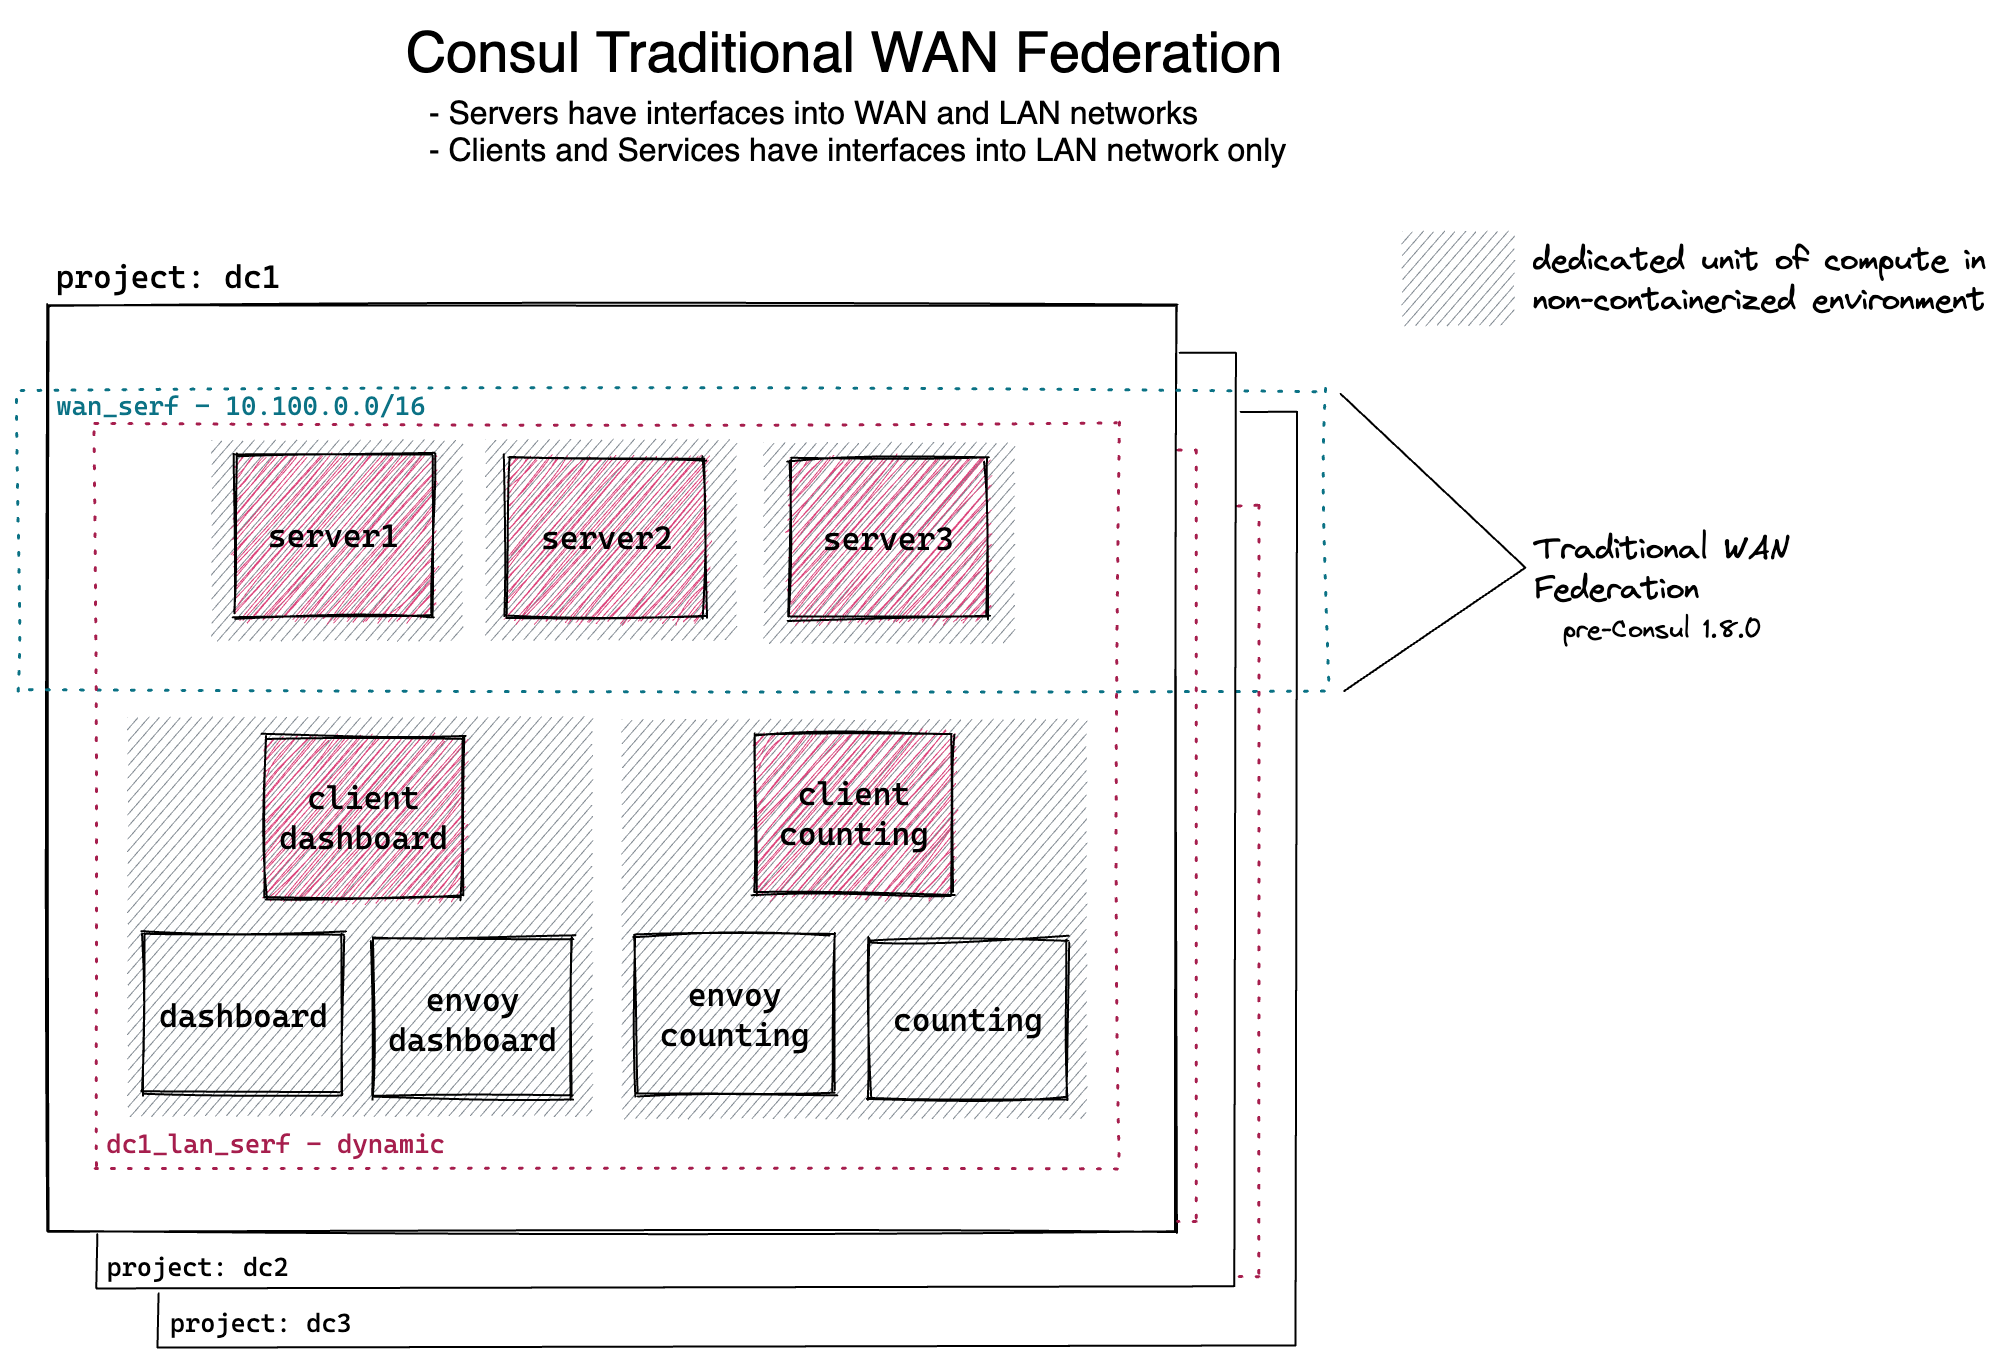 Consul Traditional WAN Federation
- Servers have interfaces into WAN and LAN networks
- Clients and Services have interfaces into LAN network only
dedicated unit of compute in
non-containerized environment
project: dc1
wan_serf - 10.100.0.0/16
server1
server2
server3
Traditional WAN
Federation
pre-Consul 1.8.0
client
dashboard
client
counting
dashboard
envoy
dashboard
envoy
counting
counting
dc1_lan_serf - dynamic
project: dc2
project: dc3